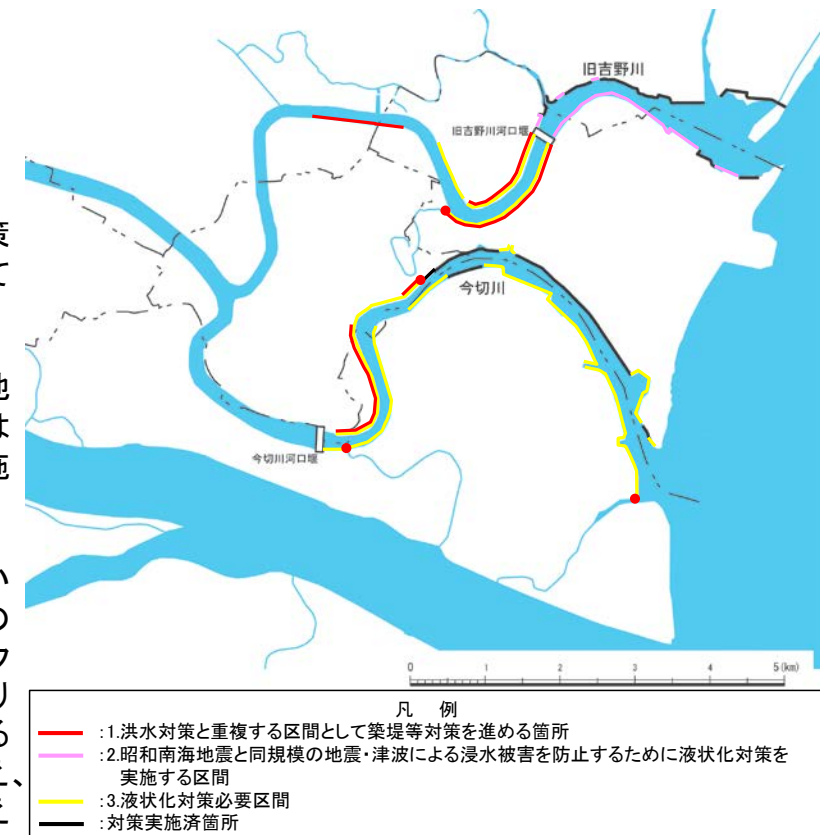 旧吉野川
旧吉野川河口堰
今切川
今切川河口堰
0 1 2 3 4 5(km)
凡 例
:1.洪水対策と重複する区間として築堤等対策を進める箇所
:2.昭和南海地震と同規模の地震・津波による浸水被害を防止するために液状化対策を
実施する区間
:3.液状化対策必要区間
:対策実施済箇所